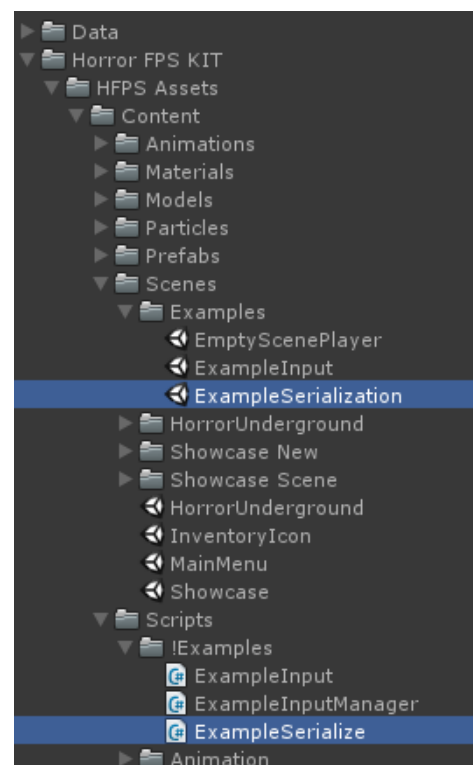 Data
Horror FPS KIT
HFPS Assets
Content
Animations
Materials
Models
Particles
Prefabs
Scenes
Examples
EmptyScenePlayer
ExampleInput
ExampleSerialization
HorrorUnderground
Showcase New
Showcase Scene
HorrorUnderground
InventoryIcon
MainMenu
Showcase
Scripts
!Examples
ExampleInput
ExampleInputManager
ExampleSerialize
Animation